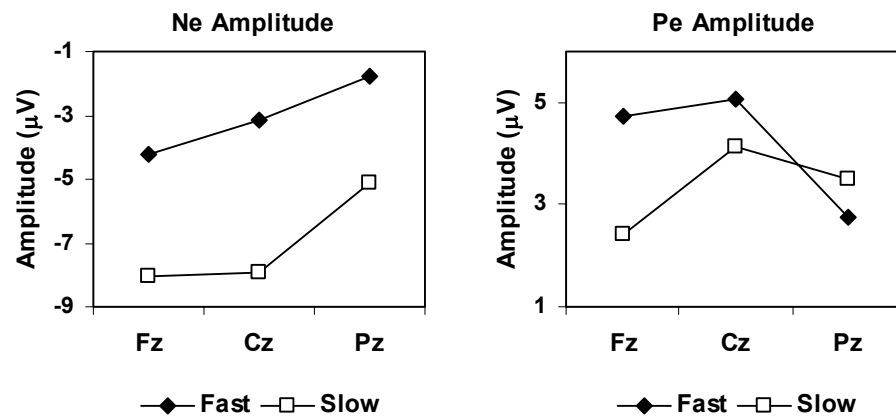 Ne Amplitude
Amplitude (μV)
-1
-3
-5
-7
-9
Fz Cz Pz
Fast Slow
Pe Amplitude
Amplitude (μV)
5
3
1
Fz Cz Pz
Fast Slow